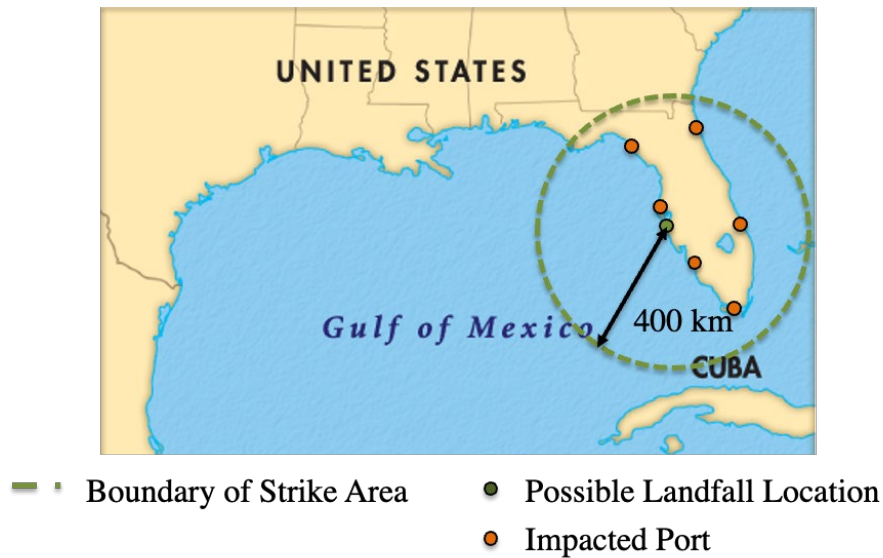 UNITED STATES
Gulf of Mexico
400 km
CUBA
Boundary of Strike Area
Possible Landfall Location
Impacted Port